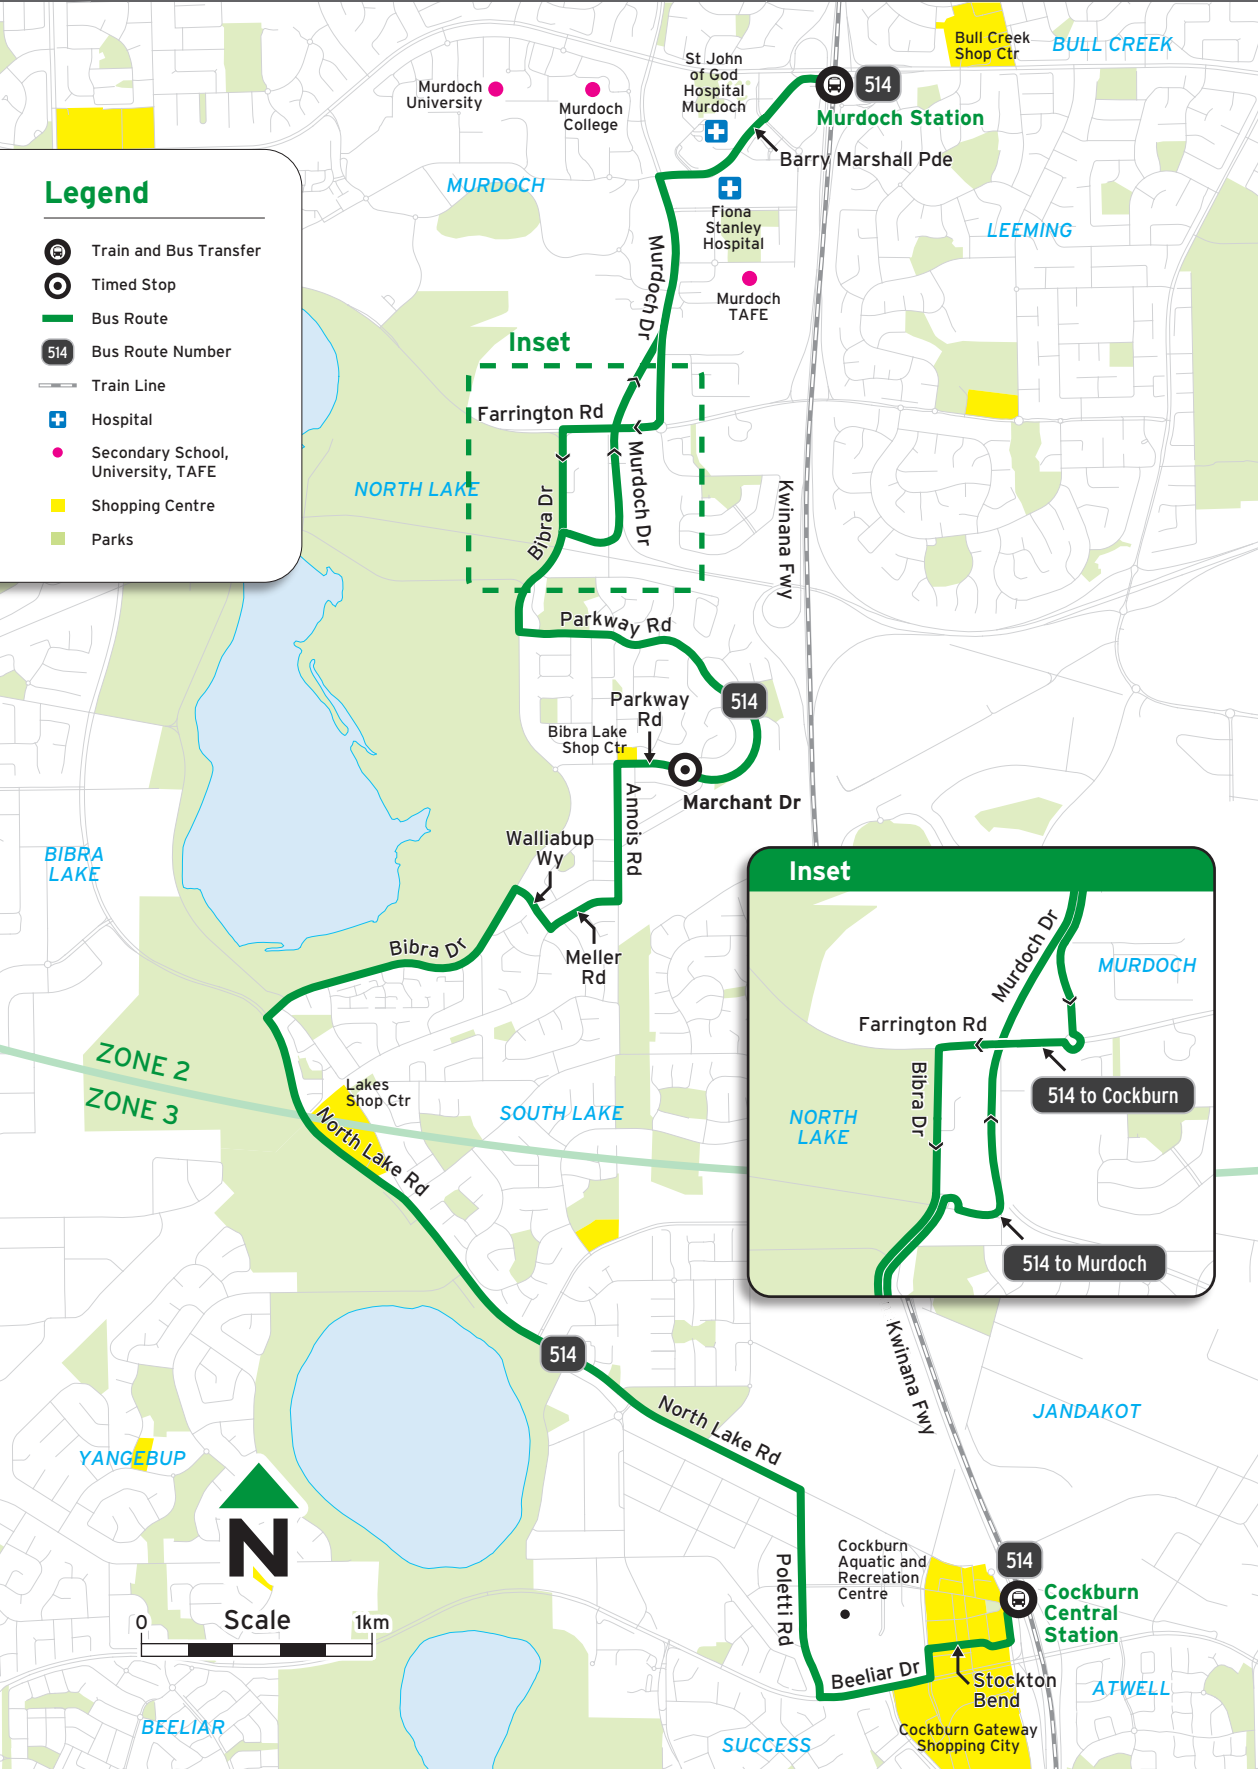 Bull Creek
Shop Ctr
BULL CREEK
St John
of God
Hospital
Murdoch
514
Murdoch Station
Murdoch
University
Murdoch
College
Barry Marshall Pde
MURDOCH
Fiona
Stanley
Hospital
LEEMING
Murdoch
TAFE
Murdoch Dr
Legend
Train and Bus Transfer
Timed Stop
Bus Route
514
Bus Route Number
Train Line
Hospital
Secondary School,
University, TAFE
Shopping Centre
Parks
Inset
Farrington Rd
Murdoch Dr
NORTH LAKE
Bibra Dr
Kwinana Fwy
Parkway Rd
514
Parkway
Rd
Bibra Lake
Shop Ctr
Marchant Dr
Annois Rd
Walliabup
Wy
BIBRA
LAKE
Bibra Dr
Meller
Rd
Inset
Murdoch Dr
MURDOCH
Farrington Rd
514 to Cockburn
Bibra Dr
NORTH
LAKE
514 to Murdoch
ZONE 2
ZONE 3
Lakes
Shop Ctr
SOUTH LAKE
North Lake Rd
514
Kwinana Fwy
North Lake Rd
JANDAKOT
YANGEBUP
N
Scale
0
1km
Cockburn
Aquatic and
Recreation
Centre
514
Cockburn
Central
Station
Poletti Rd
Beeliar Dr
Stockton
Bend
ATWELL
BEELIAR
Cockburn Gateway
Shopping City
SUCCESS